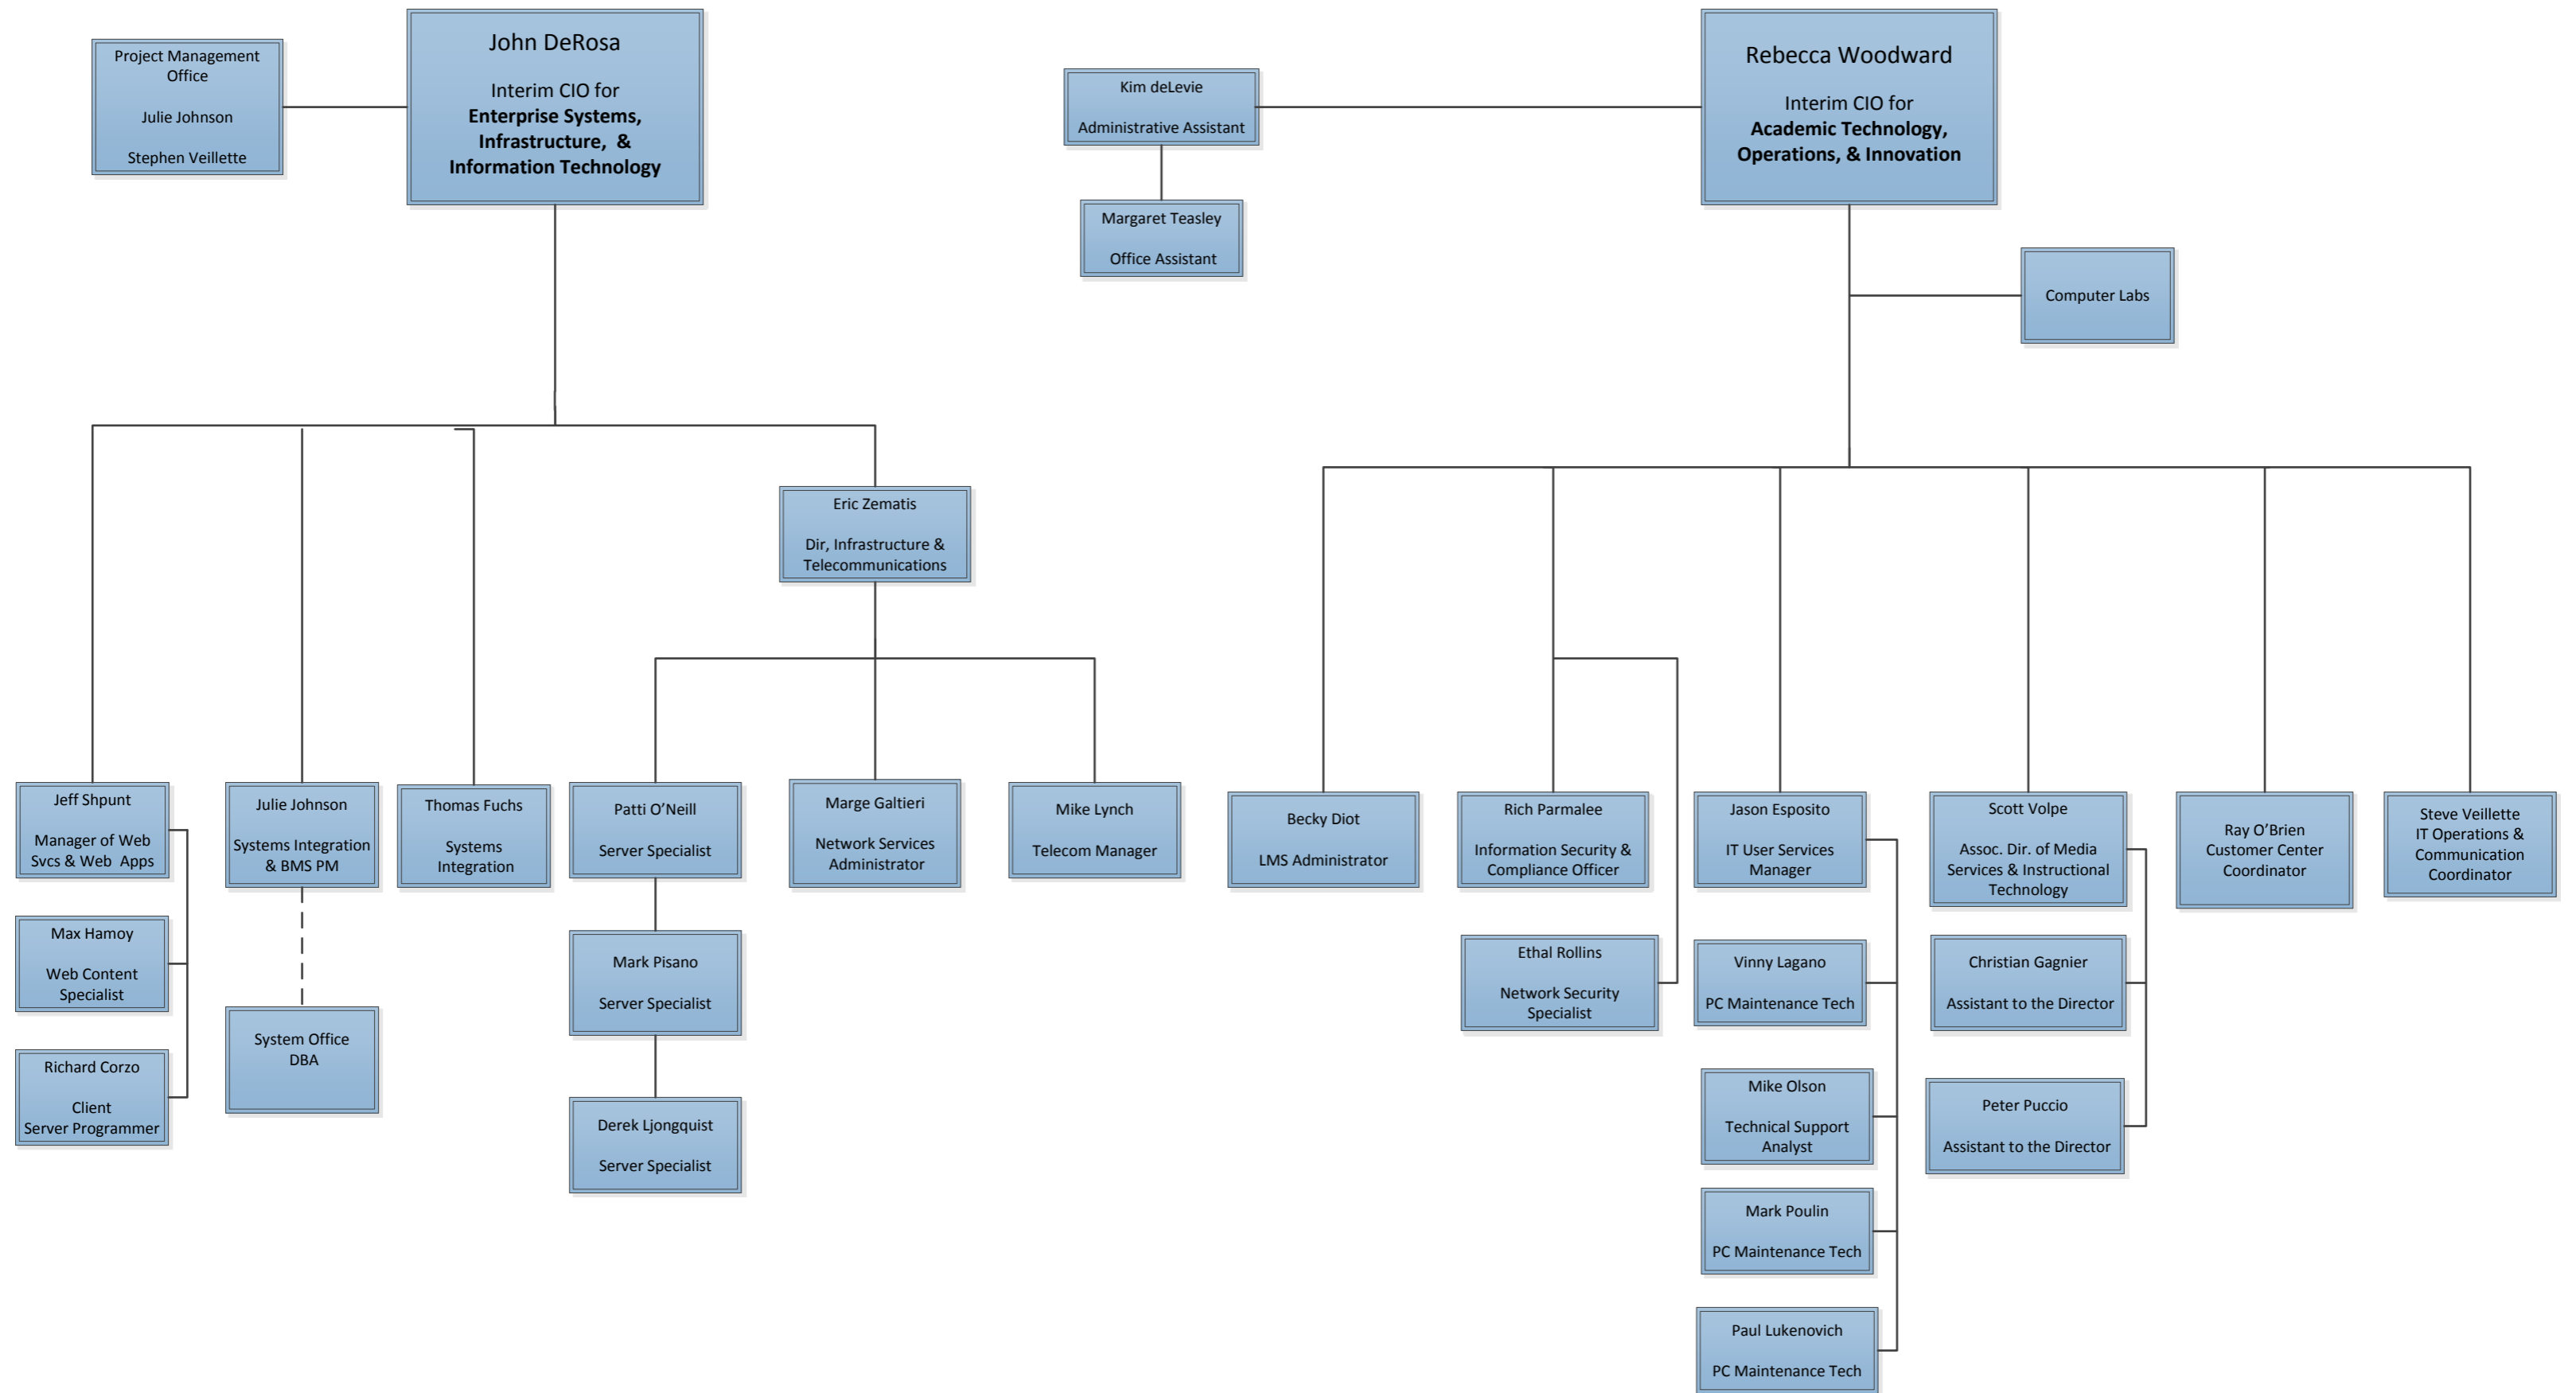 Project Management
Office
Julie Johnson
Stephen Veillette
John DeRosa
Interim CIO for
Enterprise Systems,
Infrastructure, &
Information Technology
Kim deLevie
Administrative Assistant
Margaret Teasley
Office Assistant
Rebecca Woodward
Interim CIO for
Academic Technology,
Operations, & Innovation
Computer Labs
Eric Zematis
Dir, Infrastructure &
Telecommunications
Jeff Shpunt
Manager of Web
Svcs & Web Apps
Max Hamoy
Web Content
Specialist
Richard Corzo
Client
Server Programmer
Julie Johnson
Systems Integration
& BMS PM
System Office
DBA
Thomas Fuchs
Systems
Integration
Patti O’Neill
Server Specialist
Mark Pisano
Server Specialist
Derek Ljongquist
Server Specialist
Marge Galtieri
Network Services
Administrator
Mike Lynch
Telecom Manager
Becky Diot
LMS Administrator
Rich Parmalee
Information Security &
Compliance Officer
Ethal Rollins
Network Security
Specialist
Jason Esposito
IT User Services
Manager
Vinny Lagano
PC Maintenance Tech
Mike Olson
Technical Support
Analyst
Mark Poulin
PC Maintenance Tech
Paul Lukenovich
PC Maintenance Tech
Scott Volpe
Assoc. Dir. of Media
Services & Instructional
Technology
Christian Gagnier
Assistant to the Director
Peter Puccio
Assistant to the Director
Ray O’Brien
Customer Center
Coordinator
Steve Veillette
IT Operations &
Communication
Coordinator